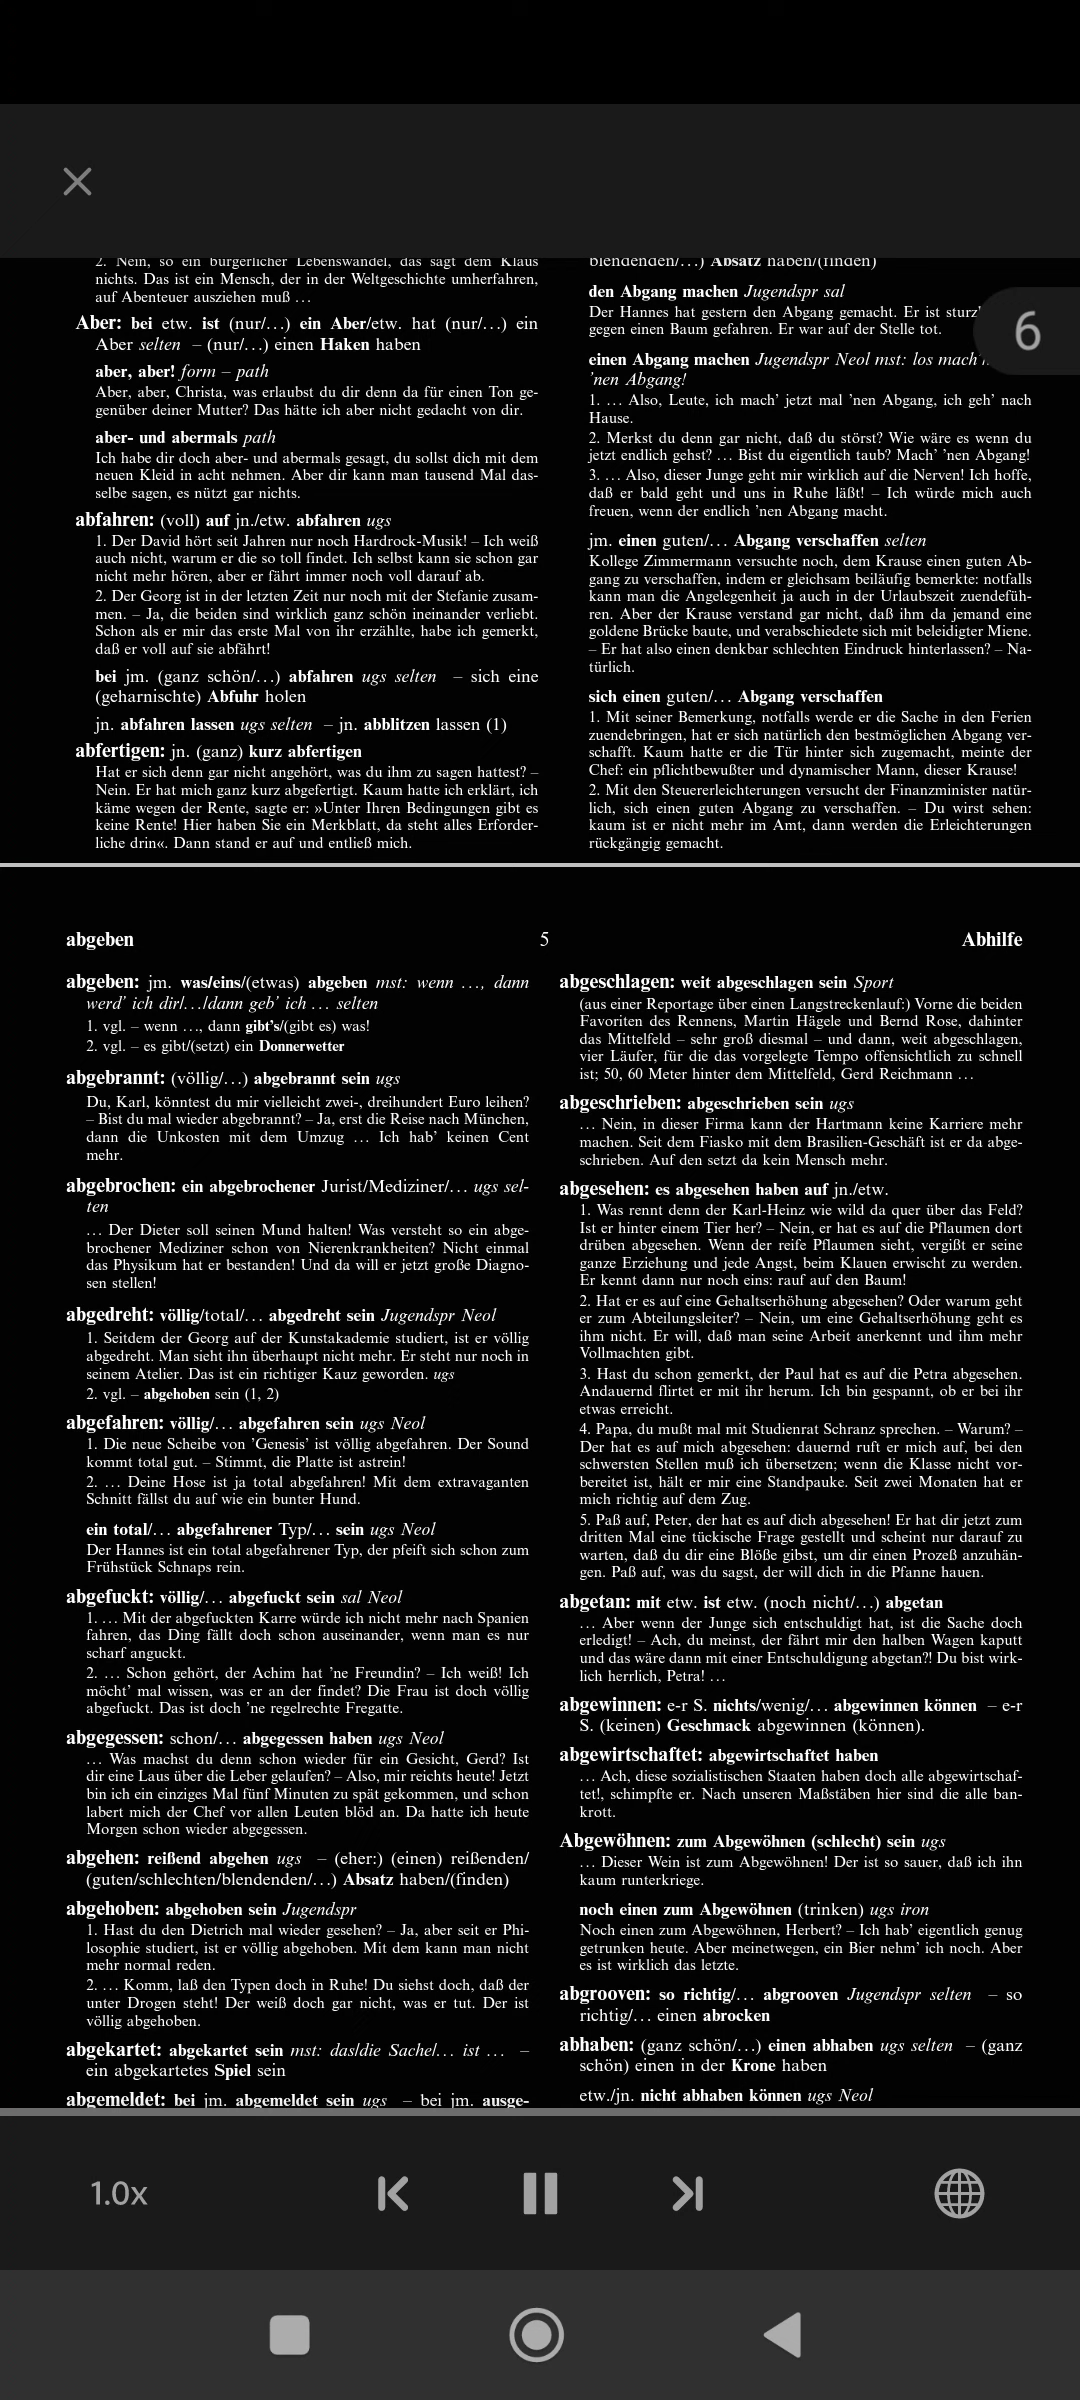 2. Nein, so ein bürgerlicher Lebenswandel, das sagt dem Klaus
nichts. Das ist ein Mensch, der in der Weltgeschichte umherfahren,
auf Abenteuer ausziehen muß …
Aber: bei etw. ist (nur/…) ein Aber/etw. hat (nur/…) ein
Aber selten – (nur/…) einen Haken haben
aber, aber! form – path
Aber, aber, Christa, was erlaubst du dir denn da für einen Ton ge-
genüber deiner Mutter? Das hätte ich aber nicht gedacht von dir.
aber- und abermals path
Ich habe dir doch aber- und abermals gesagt, du sollst dich mit dem
neuen Kleid in acht nehmen. Aber dir kann man tausend Mal das-
selbe sagen, es nützt gar nichts.
abfahren: (voll) auf jn./etw. abfahren ugs
1. Der David hört seit Jahren nur noch Hardrock-Musik! – Ich weiß
auch nicht, warum er die so toll findet. Ich selbst kann sie schon gar
nicht mehr hören, aber er fährt immer noch voll darauf ab.
2. Der Georg ist in der letzten Zeit nur noch mit der Stefanie zusam-
men. – Ja, die beiden sind wirklich ganz schön ineinander verliebt.
Schon als er mir das erste Mal von ihr erzählte, habe ich gemerkt,
daß er voll auf sie abfährt!
bei jm. (ganz schön/…) abfahren ugs selten – sich eine
(geharnischte) Abfuhr holen
jn. abfahren lassen ugs selten – jn. abblitzen lassen (1)
abfertigen: jn. (ganz) kurz abfertigen
Hat er sich denn gar nicht angehört, was du ihm zu sagen hattest? –
Nein. Er hat mich ganz kurz abgefertigt. Kaum hatte ich erklärt, ich
käme wegen der Rente, sagte er: »Unter Ihren Bedingungen gibt es
keine Rente! Hier haben Sie ein Merkblatt, da steht alles Erforder-
liche drin«. Dann stand er auf und entließ mich.
blendenden/…) Absatz haben/(finden)
den Abgang machen Jugendspr sal
Der Hannes hat gestern den Abgang gemacht. Er ist
gegen einen Baum gefahren. Er war auf der Stelle tot.
einen Abgang machen Jugendspr Neol mst: los
'nen Abgang!
1. … Also, Leute, ich mach' jetzt mal 'nen Abgang, ich geh' nach
Hause.
2. Merkst du denn gar nicht, daß du störst? Wie wäre es wenn du
jetzt endlich gehst? … Bist du eigentlich taub? Mach' 'nen Abgang!
3. … Also, dieser Junge geht mir wirklich auf die Nerven! Ich hoffe,
daß er bald geht und uns in Ruhe läßt! – Ich würde mich auch
freuen, wenn der endlich 'nen Abgang macht.
jm. einen guten/… Abgang verschaffen selten
Kollege Zimmermann versuchte noch, dem Krause einen guten Ab-
gang zu verschaffen, indem er gleichsam beiläufig bemerkte: notfalls
kann man die Angelegenheit ja auch in der Urlaubszeit zuendefüh-
ren. Aber der Krause verstand gar nicht, daß ihm da jemand eine
goldene Brücke baute, und verabschiedete sich mit beleidigter Miene.
– Er hat also einen denkbar schlechten Eindruck hinterlassen? – Na-
türlich.
sich einen guten/… Abgang verschaffen
1. Mit seiner Bemerkung, notfalls werde er die Sache in den Ferien
zuendebringen, hat er sich natürlich den bestmöglichen Abgang ver-
schafft. Kaum hatte er die Tür hinter sich zugemacht, meinte der
Chef: ein pflichtbewußter und dynamischer Mann, dieser Krause!
2. Mit den Steuererleichterungen versucht der Finanzminister natür-
lich, sich einen guten Abgang zu verschaffen. – Du wirst sehen:
kaum ist er nicht mehr im Amt, dann werden die Erleichterungen
rückgängig gemacht.
6
abgeben 5 Abhilfe
abgeben: jm. was/eins/(etwas) abgeben mst: wenn …, dann
werd' ich dir/…/dann geb' ich … selten
1. vgl. – wenn …, dann gibt's/(gibt es) was!
2. vgl. – es gibt/(setzt) ein Donnerwetter
abgebrannt: (völlig/…) abgebrannt sein ugs
Du, Karl, könntest du mir vielleicht zwei-, dreihundert Euro leihen?
– Bist du mal wieder abgebrannt? – Ja, erst die Reise nach München,
dann die Unkosten mit dem Umzug … Ich hab' keinen Cent
mehr.
abgebrochen: ein abgebrochener Jurist/Mediziner/… ugs sel-
ten
… Der Dieter soll seinen Mund halten! Was versteht so ein abge-
brochener Mediziner schon von Nierenkrankheiten? Nicht einmal
das Physikum hat er bestanden! Und da will er jetzt große Diagno-
sen stellen!
abgedreht: völlig/total/… abgedreht sein Jugendspr Neol
1. Seitdem der Georg auf der Kunstakademie studiert, ist er völlig
abgedreht. Man sieht ihn überhaupt nicht mehr. Er steht nur noch in
seinem Atelier. Das ist ein richtiger Kauz geworden. ugs
2. vgl. – abgehoben sein (1, 2)
abgefahren: völlig/… abgefahren sein ugs Neol
1. Die neue Scheibe von 'Genesis' ist völlig abgefahren. Der Sound
kommt total gut. – Stimmt, die Platte ist astrein!
2. … Deine Hose ist ja total abgefahren! Mit dem extravaganten
Schnitt fällst du auf wie ein bunter Hund.
ein total/… abgefahrener Typ/… sein ugs Neol
Der Hannes ist ein total abgefahrener Typ, der pfeift sich schon zum
Frühstück Schnaps rein.
abgefuckt: völlig/… abgefuckt sein sal Neol
1. … Mit der abgefuckten Karre würde ich nicht mehr nach Spanien
fahren, das Ding fällt doch schon auseinander, wenn man es nur
scharf anguckt.
2. … Schon gehört, der Achim hat 'ne Freundin? – Ich weiß! Ich
möcht' mal wissen, was er an der findet? Die Frau ist doch völlig
abgefuckt. Das ist doch 'ne regelrechte Fregatte.
abgegessen: schon/… abgegessen haben ugs Neol
… Was machst du denn schon wieder für ein Gesicht, Gerd? Ist
dir eine Laus über die Leber gelaufen? – Also, mir reichts heute! Jetzt
bin ich ein einziges Mal fünf Minuten zu spät gekommen, und schon
labert mich der Chef vor allen Leuten blöd an. Da hatte ich heute
Morgen schon wieder abgegessen.
abgehen: reißend abgehen ugs – (eher:) (einen) reißenden/
(guten/schlechten/blendenden/…) Absatz haben/(finden)
abgehoben: abgehoben sein Jugendspr
1. Hast du den Dietrich mal wieder gesehen? – Ja, aber seit er Phi-
losophie studiert, ist er völlig abgehoben. Mit dem kann man nicht
mehr normal reden.
2. … Komm, laß den Typen doch in Ruhe! Du siehst doch, daß der
unter Drogen steht! Der weiß doch gar nicht, was er tut. Der ist
völlig abgehoben.
abgekartet: abgekartet sein mst: das/die Sache/… ist … –
ein abgekartetes Spiel sein
abgemeldet: bei jm. abgemeldet sein ugs – bei jm. ausge-
abgeschlagen: weit abgeschlagen sein Sport
(aus einer Reportage über einen Langstreckenlauf:) Vorne die beiden
Favoriten des Rennens, Martin Hägele und Bernd Rose, dahinter
das Mittelfeld – sehr groß diesmal – und dann, weit abgeschlagen,
vier Läufer, für die das vorgelegte Tempo offensichtlich zu schnell
ist; 50, 60 Meter hinter dem Mittelfeld, Gerd Reichmann …
abgeschrieben: abgeschrieben sein ugs
… Nein, in dieser Firma kann der Hartmann keine Karriere mehr
machen. Seit dem Fiasko mit dem Brasilien-Geschäft ist er da abge-
schrieben. Auf den setzt da kein Mensch mehr.
abgesehen: es abgesehen haben auf jn./etw.
1. Was rennt denn der Karl-Heinz wie wild da quer über das Feld?
Ist er hinter einem Tier her? – Nein, er hat es auf die Pflaumen dort
drüben abgesehen. Wenn der reife Pflaumen sieht, vergißt er seine
ganze Erziehung und jede Angst, beim Klauen erwischt zu werden.
Er kennt dann nur noch eins: rauf auf den Baum!
2. Hat er es auf eine Gehaltserhöhung abgesehen? Oder warum geht
er zum Abteilungsleiter? – Nein, um eine Gehaltserhöhung geht es
ihm nicht. Er will, daß man seine Arbeit anerkennt und ihm mehr
Vollmachten gibt.
3. Hast du schon gemerkt, der Paul hat es auf die Petra abgesehen.
Andauernd flirtet er mit ihr herum. Ich bin gespannt, ob er bei ihr
etwas erreicht.
4. Papa, du mußt mal mit Studienrat Schranz sprechen. – Warum? –
Der hat es auf mich abgesehen: dauernd ruft er mich auf, bei den
schwersten Stellen muß ich übersetzen; wenn die Klasse nicht vor-
bereitet ist, hält er mir eine Standpauke. Seit zwei Monaten hat er
mich richtig auf dem Zug.
5. Paß auf, Peter, der hat es auf dich abgesehen! Er hat dir jetzt zum
dritten Mal eine tückische Frage gestellt und scheint nur darauf zu
warten, daß du dir eine Blöße gibst, um dir einen Prozeß anzuhän-
gen. Paß auf, was du sagst, der will dich in die Pfanne hauen.
abgetan: mit etw. ist etw. (noch nicht/…) abgetan
… Aber wenn der Junge sich entschuldigt hat, ist die Sache doch
erledigt! – Ach, du meinst, der fährt mir den halben Wagen kaputt
und das wäre dann mit einer Entschuldigung abgetan?! Du bist wirk-
lich herrlich, Petra! …
abgewinnen: e-r S. nichts/wenig/… abgewinnen können – e-r
S. (keinen) Geschmack abgewinnen (können).
abgewirtschaftet: abgewirtschaftet haben
… Ach, diese sozialistischen Staaten haben doch alle abgewirtschaf-
tet!, schimpfte er. Nach unseren Maßstäben hier sind die alle ban-
krott.
Abgewöhnen: zum Abgewöhnen (schlecht) sein ugs
… Dieser Wein ist zum Abgewöhnen! Der ist so sauer, daß ich ihn
kaum runterkriege.
noch einen zum Abgewöhnen (trinken) ugs iron
Noch einen zum Abgewöhnen, Herbert? – Ich hab' eigentlich genug
getrunken heute. Aber meinetwegen, ein Bier nehm' ich noch. Aber
es ist wirklich das letzte.
abgrooven: so richtig/… abgrooven Jugendspr selten – so
richtig/… einen abrocken
abhaben: (ganz schön/…) einen abhaben ugs selten – (ganz
schön) einen in der Krone haben
etw./jn. nicht abhaben können ugs Neol
1.0x